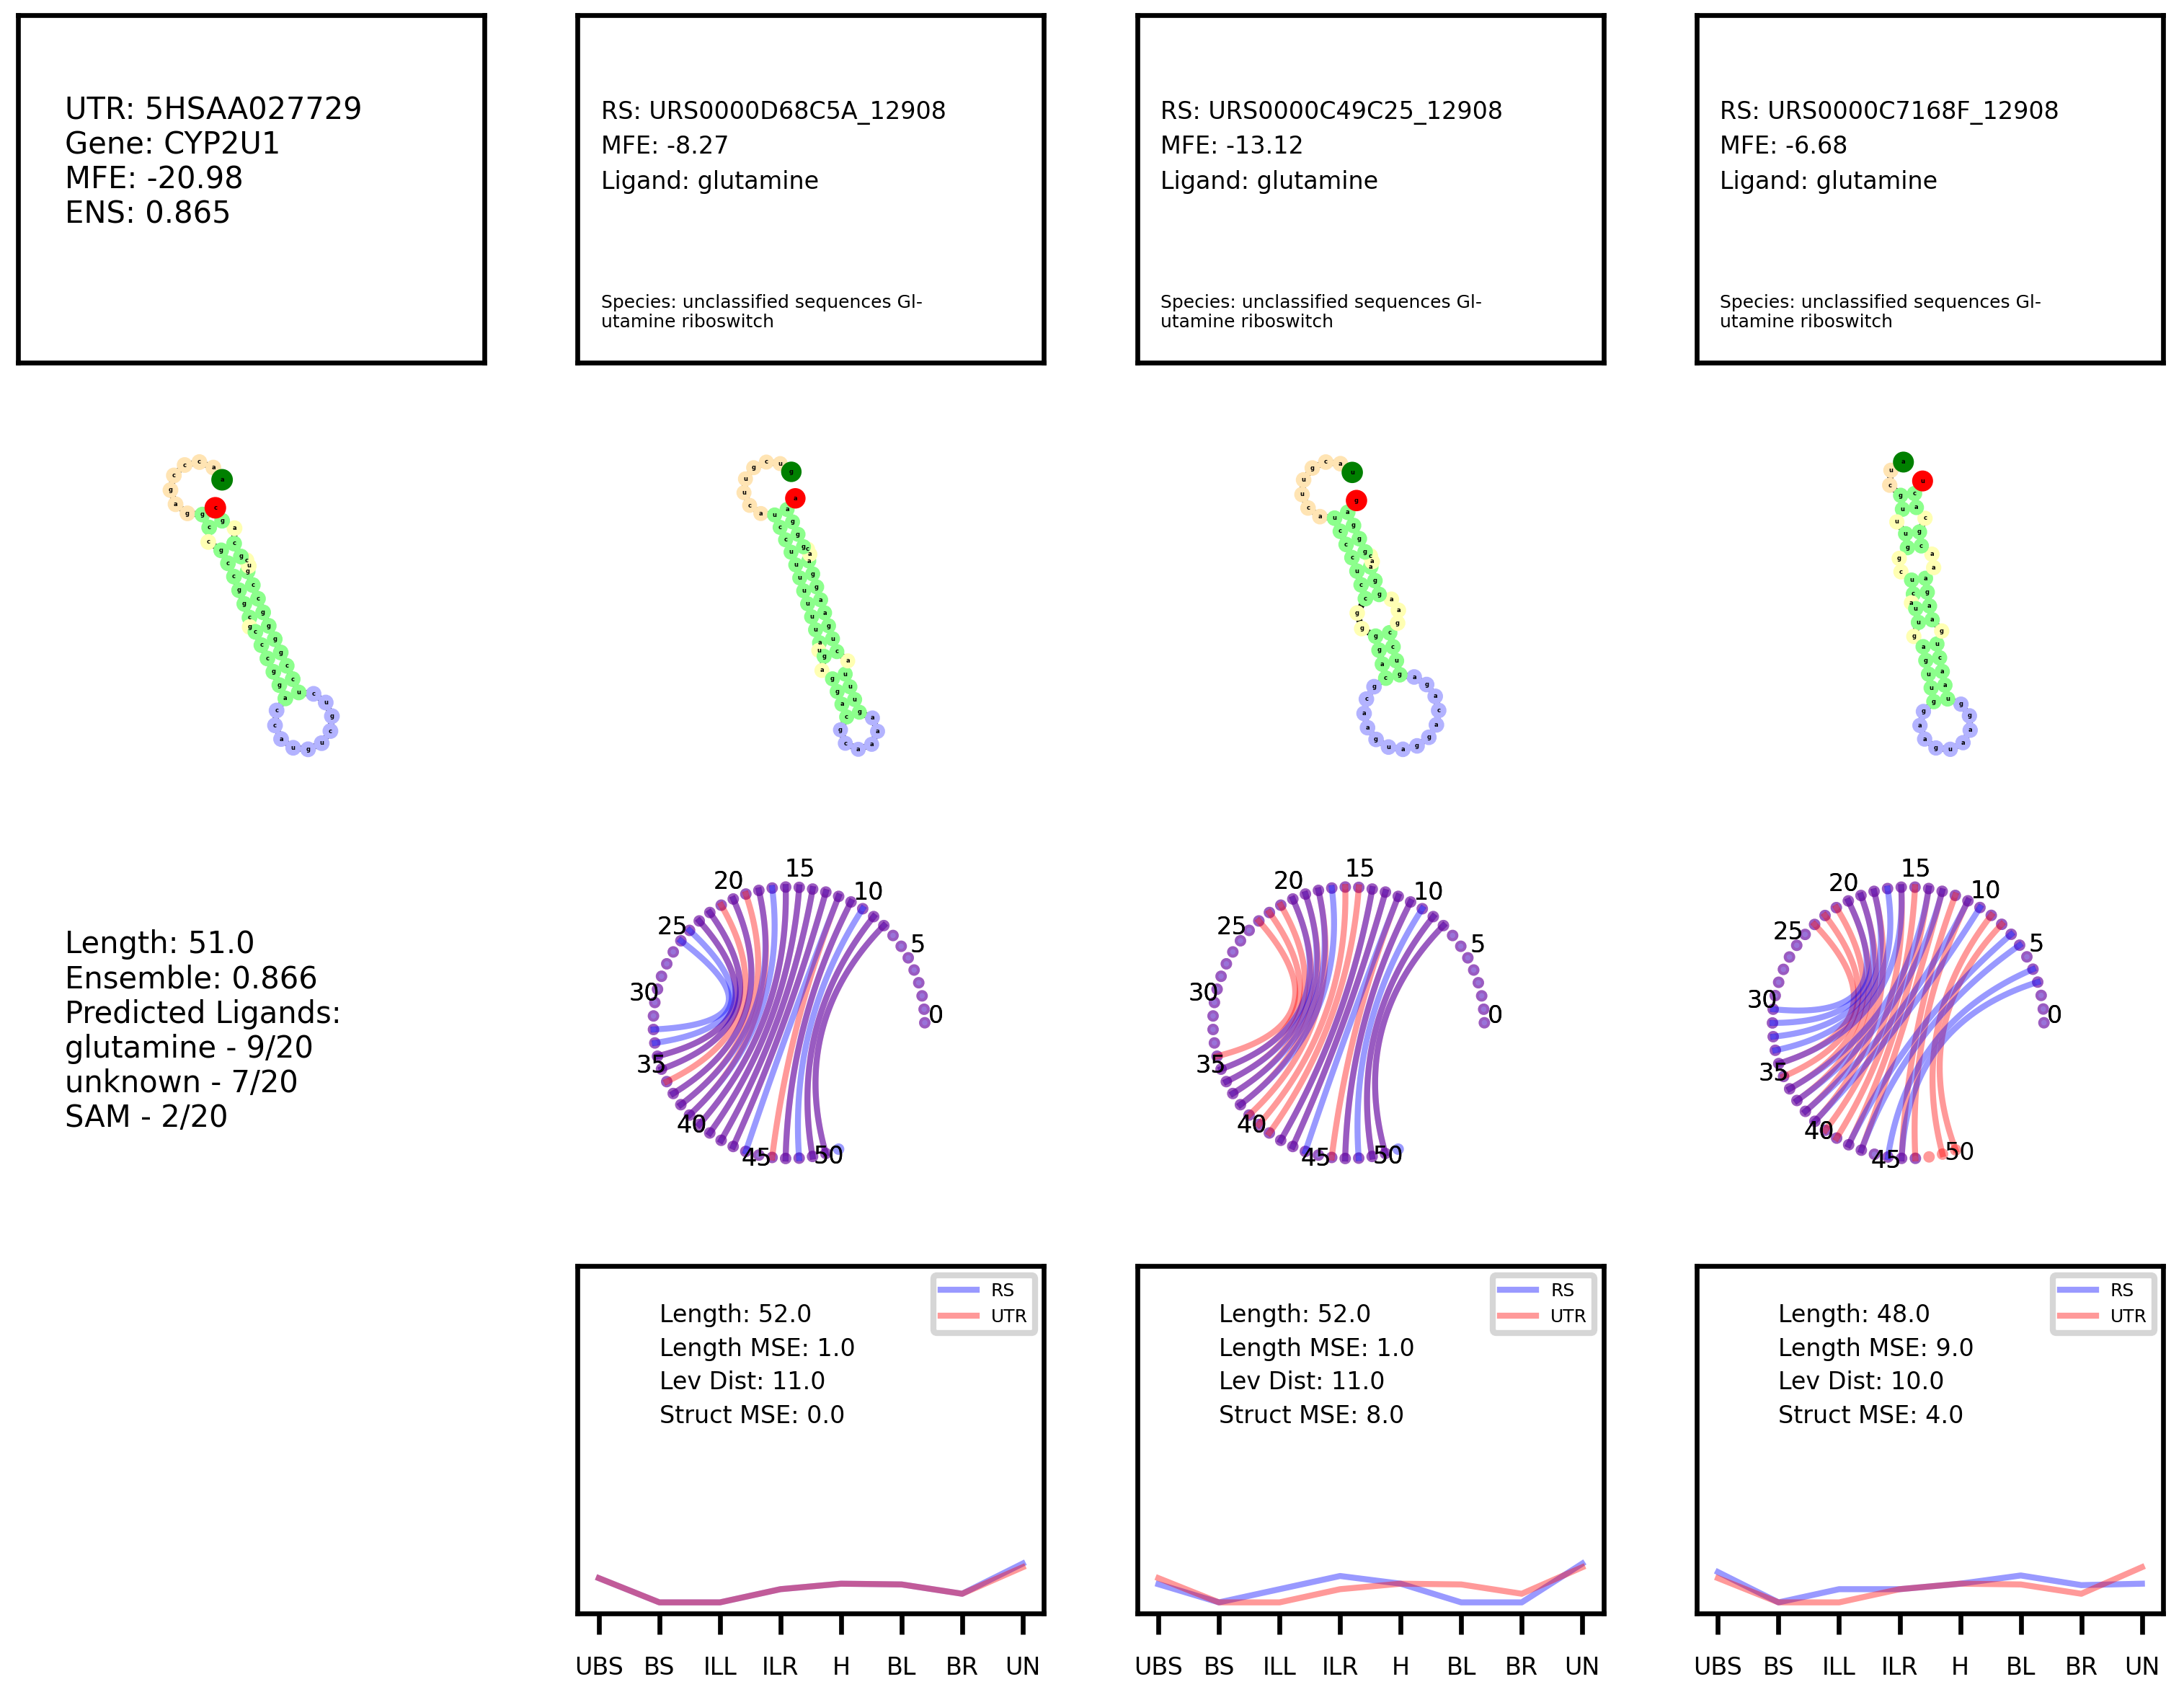 UTR: 5HSAA027729
Gene: CYP2U1
MFE: -20.98
ENS: 0.865
RS: URS0000D68C5A_12908
MFE: -8.27
Ligand: glutamine
Species: unclassified sequences Gl-
utamine riboswitch
RS: URS0000C49C25_12908
MFE: -13.12
Ligand: glutamine
Species: unclassified sequences Gl-
utamine riboswitch
RS: URS0000C7168F_12908
MFE: -6.68
Ligand: glutamine
Species: unclassified sequences Gl-
utamine riboswitch
Length: 51.0
Ensemble: 0.866
Predicted Ligands:
glutamine - 9/20
unknown - 7/20
SAM - 2/20
0
5
10
15
20
25
30
35
40
45
50
0
5
10
15
20
25
30
35
40
45
50
0
5
10
15
20
25
30
35
40
45
50
RS
UTR
Length: 52.0
Length MSE: 1.0
Lev Dist: 11.0
Struct MSE: 0.0
UBS BS ILL ILR H BL BR UN
RS
UTR
Length: 52.0
Length MSE: 1.0
Lev Dist: 11.0
Struct MSE: 8.0
UBS BS ILL ILR H BL BR UN
RS
UTR
Length: 48.0
Length MSE: 9.0
Lev Dist: 10.0
Struct MSE: 4.0
UBS BS ILL ILR H BL BR UN